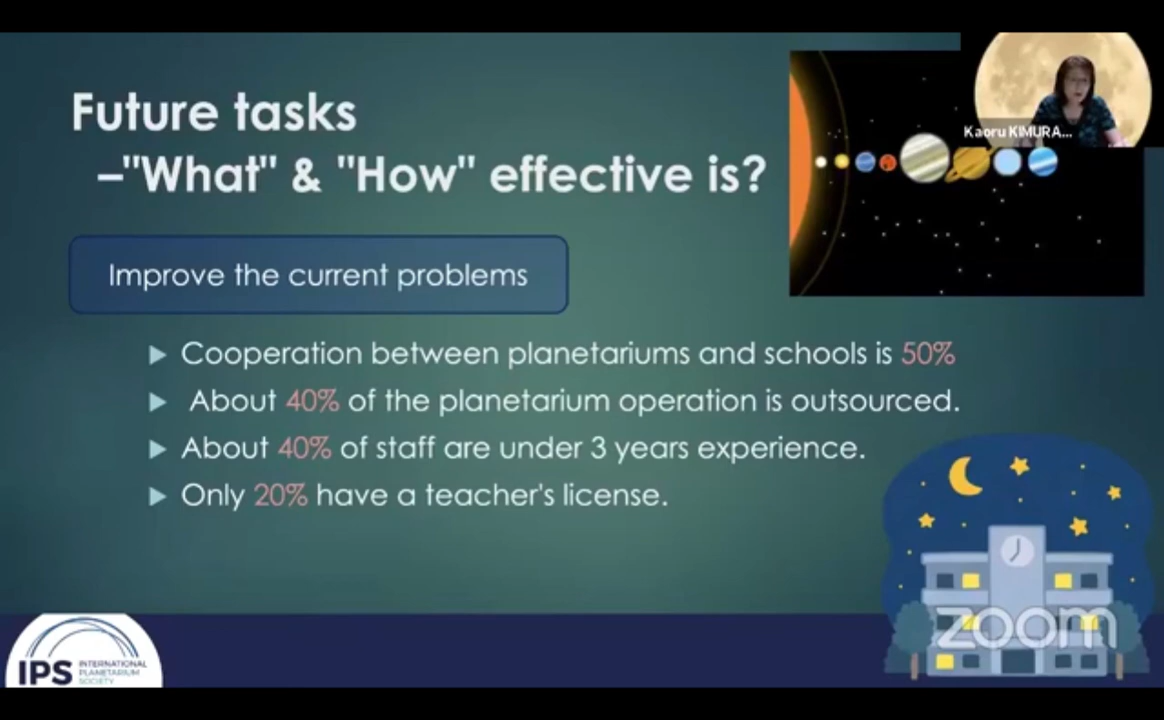 Future tasks
–"What" & "How" effective is?
Kaoru KIMURA...
Improve the current problems
Cooperation between planetariums and schools is 50%
About 40% of the planetarium operation is outsourced.
About 40% of staff are under 3 years experience.
Only 20% have a teacher's license.
zoom
IPS INTERNATIONAL
PLANETARIUM
SOCIETY